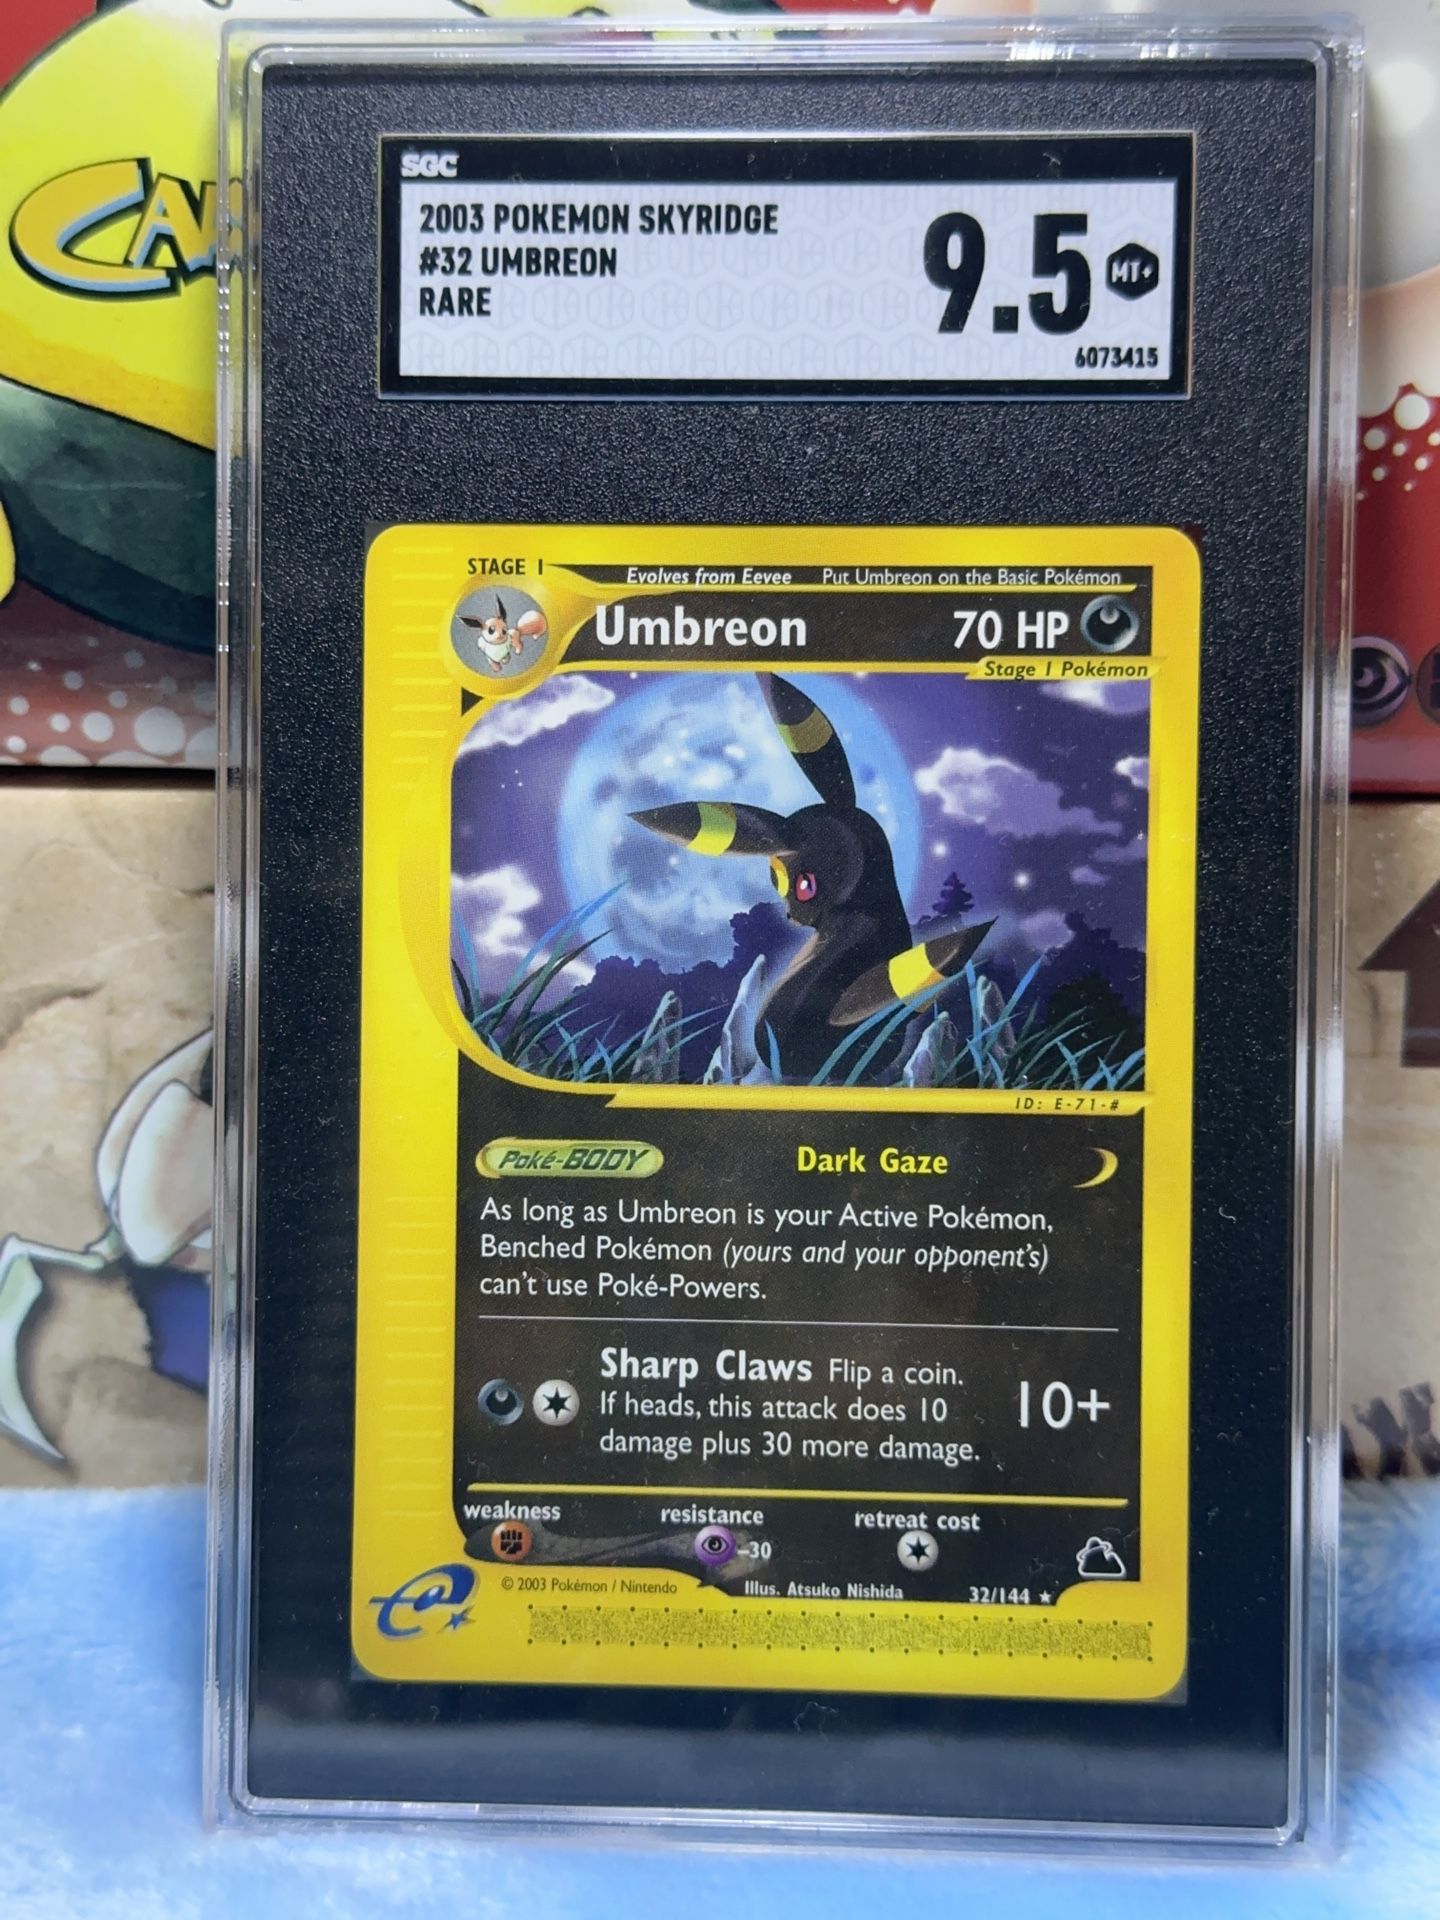 SGC
2003 POKEMON SKYRIDGE
#32 UMBREON
RARE
9.5
MT+
6073415
STAGE 1
Evolves from Eevee Put Umbreon on the Basic Pokémon
Umbreon 70 HP
Stage 1 Pokémon
ID: E-71-#
Poké-BODY Dark Gaze
As long as Umbreon is your Active Pokémon,
Benched Pokémon (yours and your opponent's)
can't use Poké-Powers.
Sharp Claws Flip a coin.
If heads, this attack does 10
damage plus 30 more damage.
10+
weakness resistance retreat cost
-30
© 2003 Pokémon / Nintendo Illus. Atsuko Nishida 32/144 ★
e